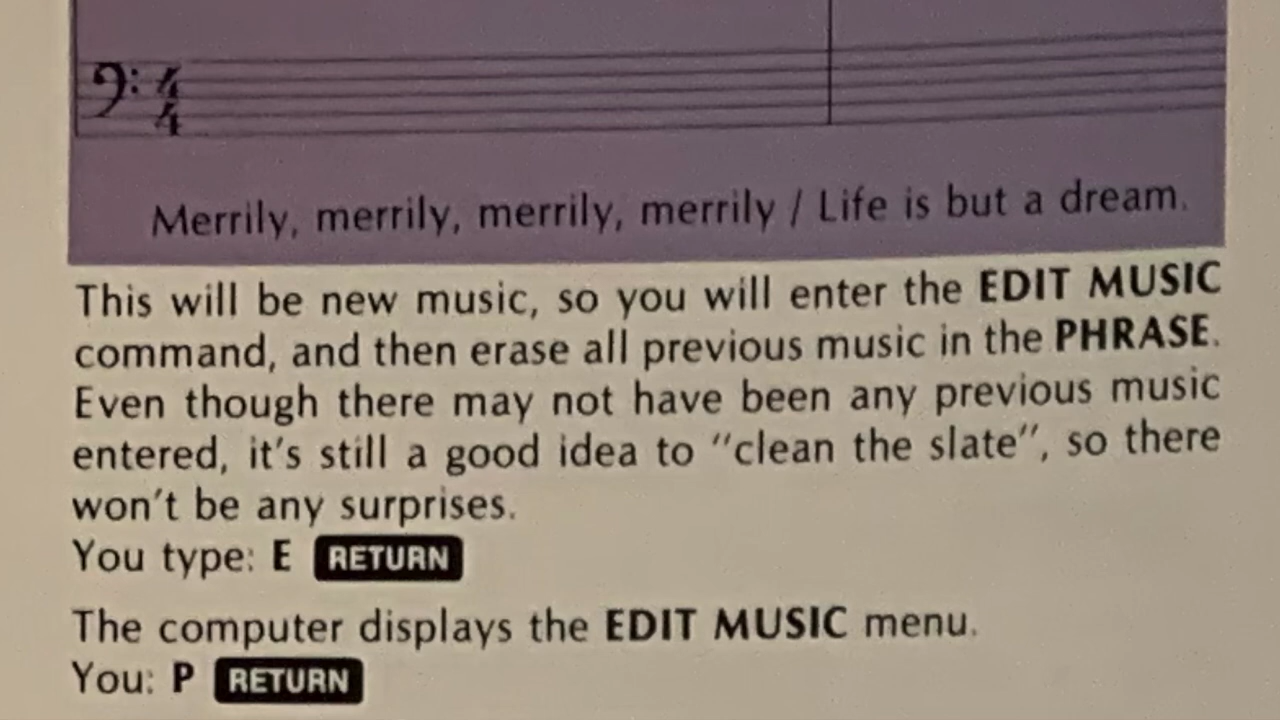 4
4
Merrily, merrily, merrily, merrily / Life is but a dream.
This will be new music, so you will enter the EDIT MUSIC
command, and then erase all previous music in the PHRASE.
Even though there may not have been any previous music
entered, it's still a good idea to "clean the slate", so there
won't be any surprises.
You type: E RETURN
The computer displays the EDIT MUSIC menu.
You: P RETURN